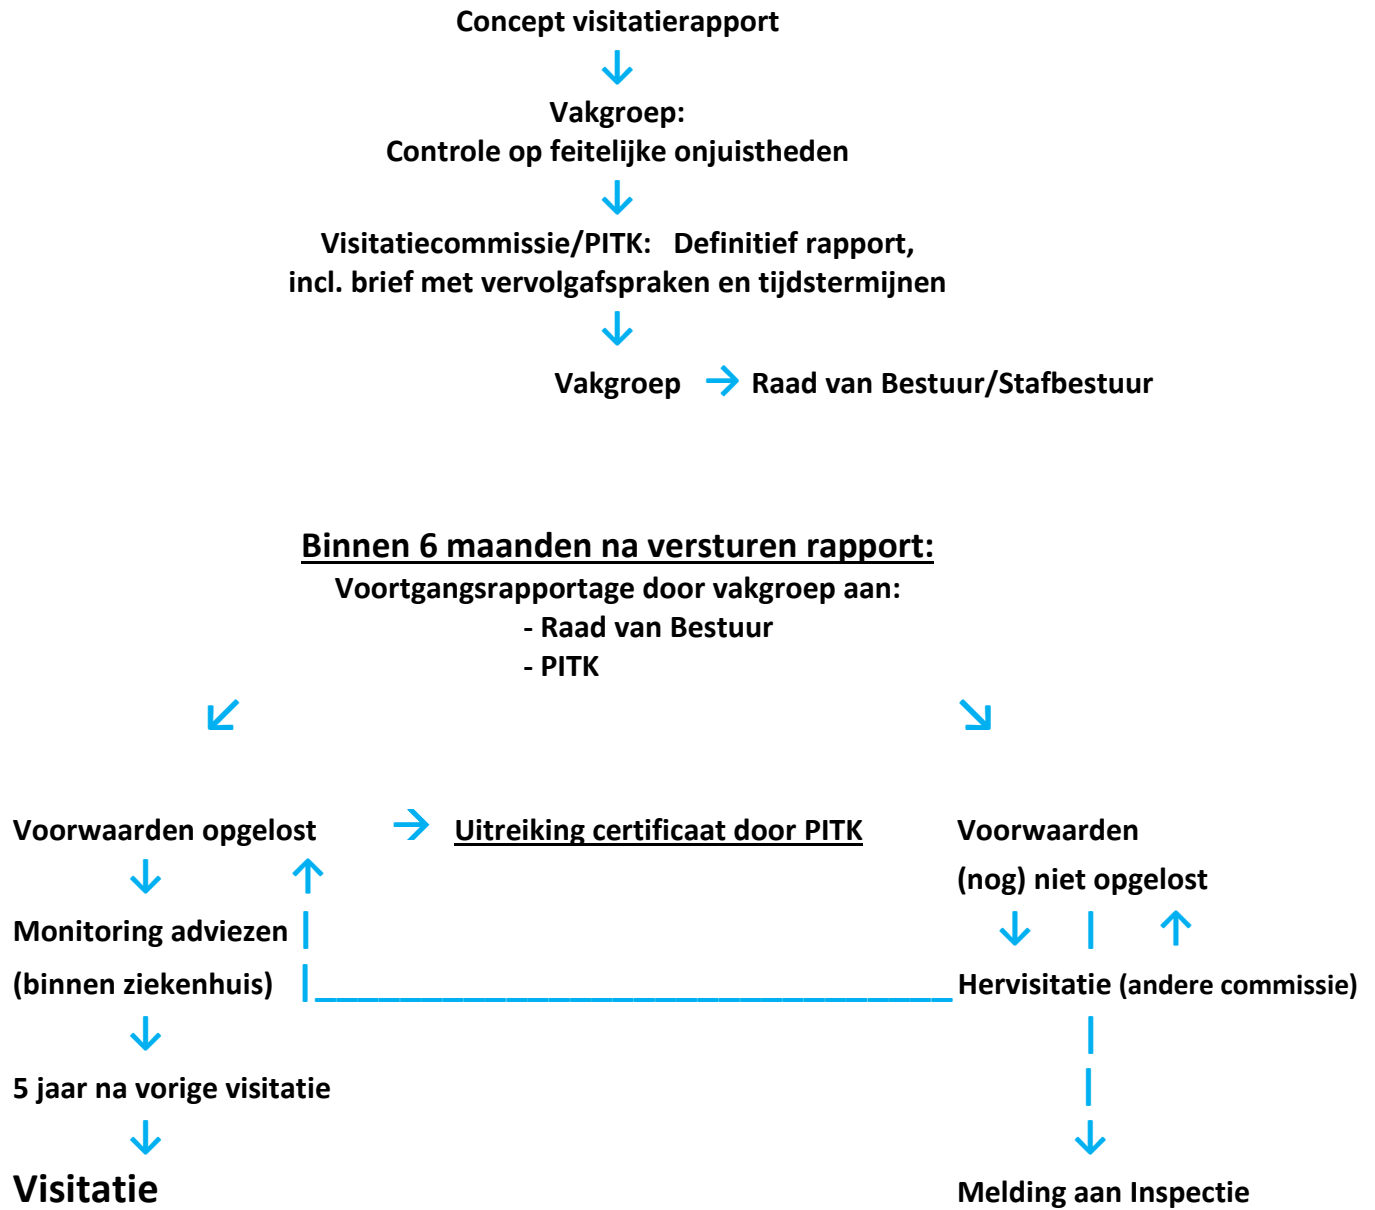 Concept visitatierapport
↓
Vakgroep:
Controle op feitelijke onjuistheden
↓
Visitatiecommissie/PITK: Definitief rapport,
incl. brief met vervolgafspraken en tijdstermijnen
↓
Vakgroep → Raad van Bestuur/Stafbestuur
Binnen 6 maanden na versturen rapport:
Voortgangsrapportage door vakgroep aan:
- Raad van Bestuur
- PITK
↙ ↘
Voorwaarden opgelost → Uitreiking certificaat door PITK Voorwaarden
↓ ↑ (nog) niet opgelost
Monitoring adviezen | ↓ | ↑
(binnen ziekenhuis) |______________________________ Hervisitatie (andere commissie)
↓ |
5 jaar na vorige visitatie |
↓ ↓
Visitatie Melding aan Inspectie